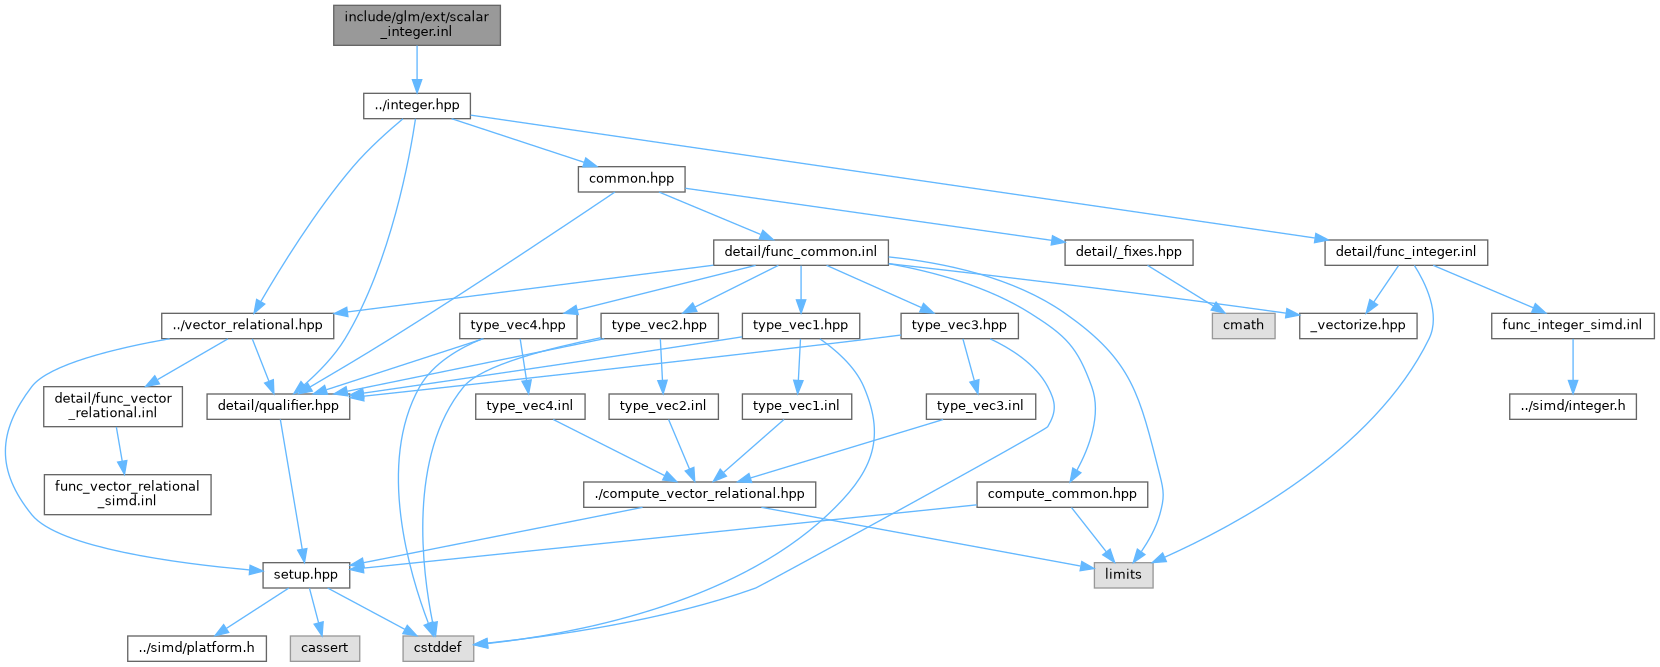 include/glm/ext/scalar
_integer.inl
../integer.hpp
common.hpp
detail/func_common.inl
detail/_fixes.hpp
detail/func_integer.inl
../vector_relational.hpp
type_vec4.hpp
type_vec2.hpp
type_vec1.hpp
type_vec3.hpp
cmath
_vectorize.hpp
func_integer_simd.inl
detail/func_vector
_relational.inl
detail/qualifier.hpp
type_vec4.inl
type_vec2.inl
type_vec1.inl
type_vec3.inl
../simd/integer.h
func_vector_relational
_simd.inl
./compute_vector_relational.hpp
compute_common.hpp
setup.hpp
limits
../simd/platform.h
cassert
cstddef